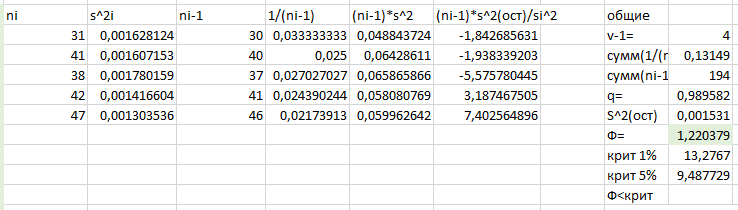 ni s^2i ni-1 1/(ni-1) (ni-1)*s^2 (ni-1)*s^2(ост)/si^2 общие
31 0,001628124 30 0,033333333 0,048843724 -1,842685631 v-1= 4
41 0,001607153 40 0,025 0,06428611 -1,938339203 сумм(1/(n 0,13149
38 0,001780159 37 0,027027027 0,065865866 -5,575780445 сумм(ni-1 194
42 0,001416604 41 0,024390244 0,058080769 3,187467505 q= 0,989582
47 0,001303536 46 0,02173913 0,059962642 7,402564896 S^2(ост) 0,001531
Ф= 1,220379
крит 1% 13,2767
крит 5% 9,487729
Ф<крит